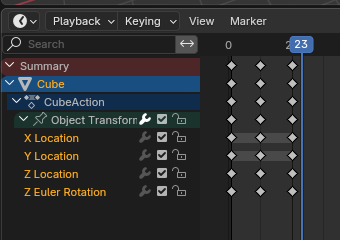 Playback Keying View Marker
Search
0 23
Summary
Cube
CubeAction
Object Transform
X Location
Y Location
Z Location
Z Euler Rotation